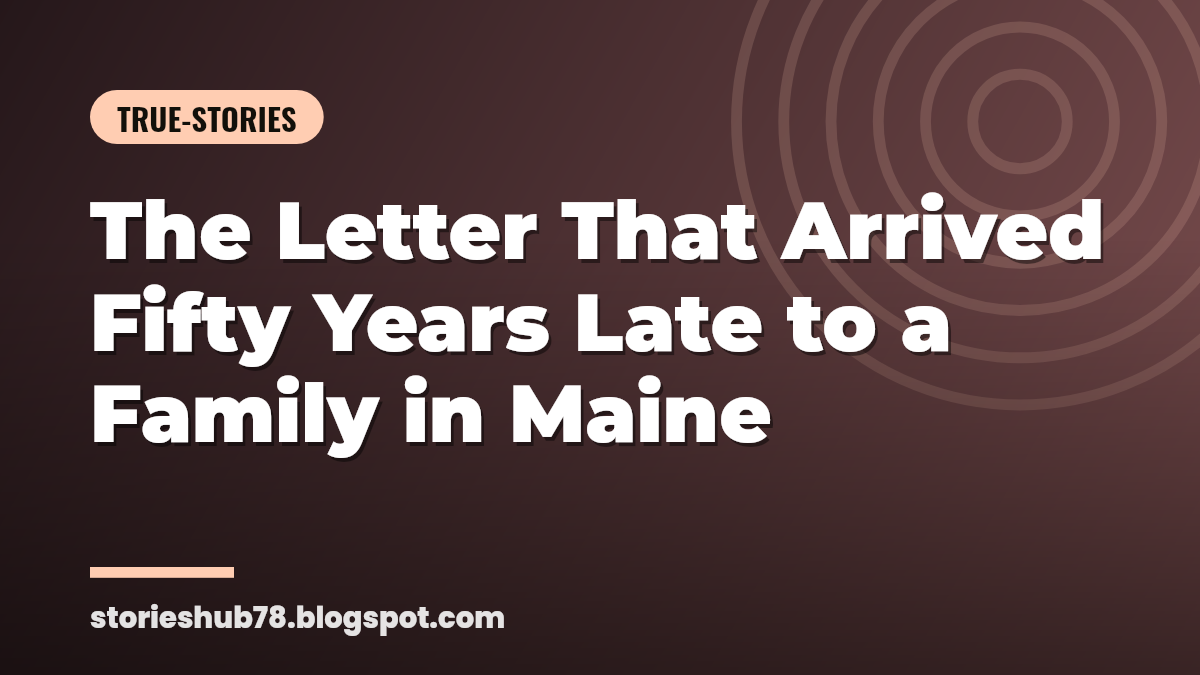 TRUE-STORIES
The Letter That Arrived
Fifty Years Late to a
Family in Maine
storieshub78.blogspot.com